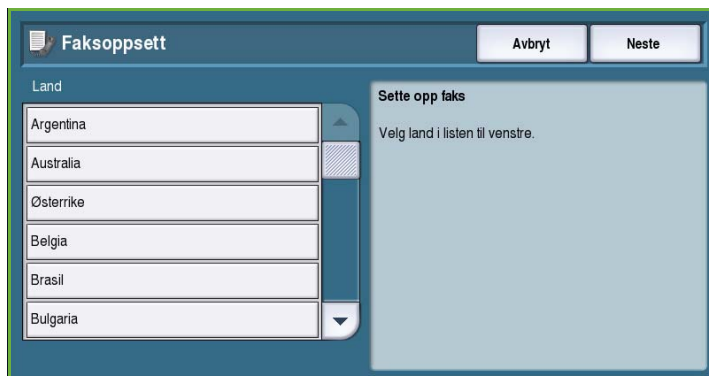 Faksoppsett
Avbryt
Neste
Land
Argentina
Australia
Østerrike
Belgia
Brasil
Bulgaria
Sette opp faks
Velg land i listen til venstre.